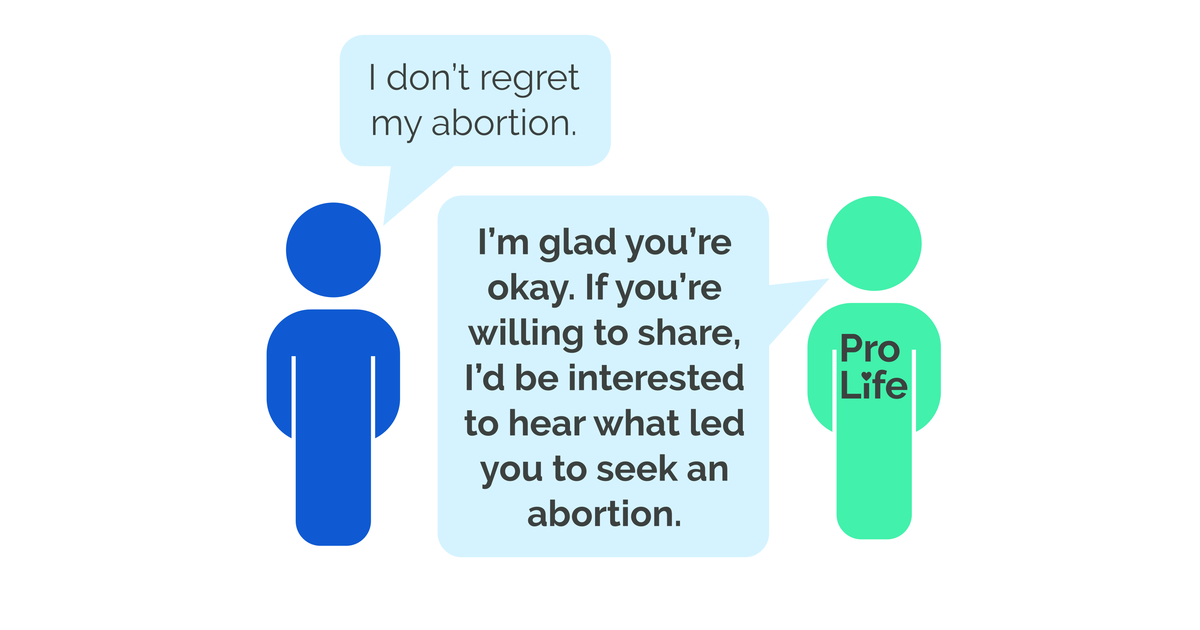 I don’t regret
my abortion.
I’m glad you’re
okay. If you’re
willing to share,
I’d be interested
to hear what led
you to seek an
abortion.
Pro
Life